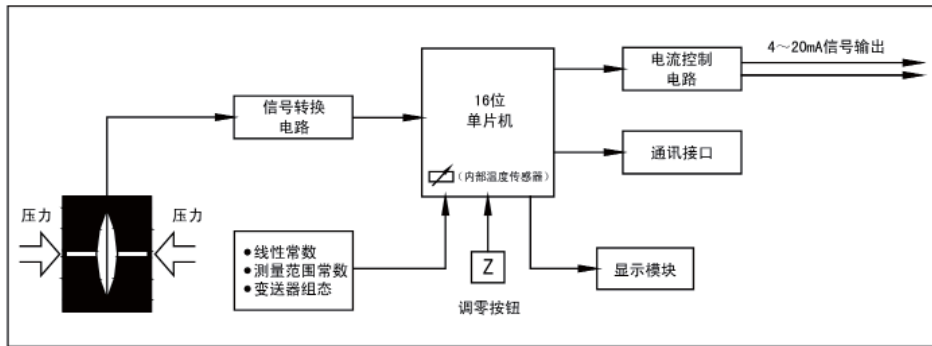 4～20mA信号输出
电流控制
电路
16位
单片机
信号转换
电路
通讯接口
（内部温度传感器）
压力
压力
●线性常数
●测量范围常数
●变送器组态
Z
显示模块
调零按钮